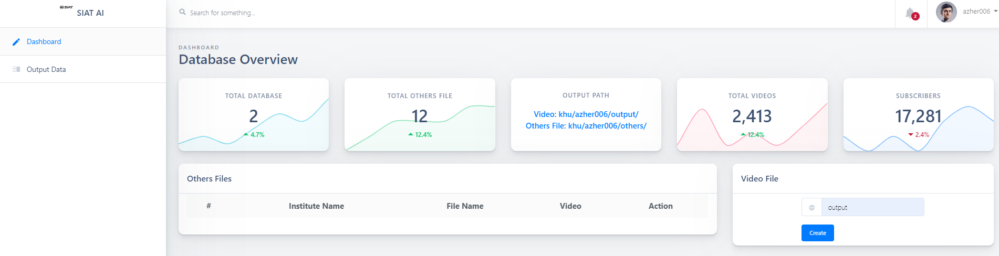 SIAT
SIAT AI
Search for something...
2
azher006
Dashboard
Output Data
DASHBOARD
Database Overview
TOTAL DATABASE
2
4.7%
TOTAL OTHERS FILE
12
12.4%
OUTPUT PATH
Video: khu/azher006/output/
Others File: khu/azher006/others/
TOTAL VIDEOS
2,413
12.4%
SUBSCRIBERS
17,281
2.4%
Others Files
# Institute Name File Name Video Action
Video File
@ output
Create